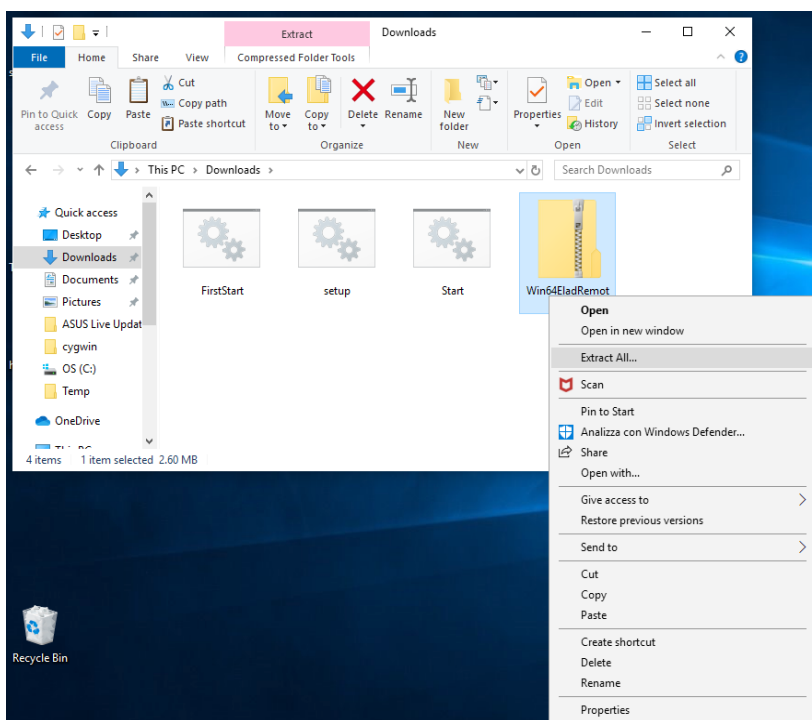 Extract
Downloads
File
Home
Share
View
Compressed Folder Tools
Pin to Quick access
Copy
Paste
Cut
Copy path
Paste shortcut
Clipboard
Move to
Copy to
Delete
Rename
Organize
New folder
New
Properties
Open
Edit
History
Open
Select all
Select none
Invert selection
Select
This PC > Downloads >
Search Downloads
Quick access
Desktop
Downloads
Documents
Pictures
ASUS Live Updat
cygwin
OS (C:)
Temp
OneDrive
FirstStart
setup
Start
Win64EladRemot
4 items
1 item selected 2.60 MB
Open
Open in new window
Extract All...
Scan
Pin to Start
Analizza con Windows Defender...
Share
Open with...
Give access to
Restore previous versions
Send to
Cut
Copy
Paste
Create shortcut
Delete
Rename
Properties
Recycle Bin